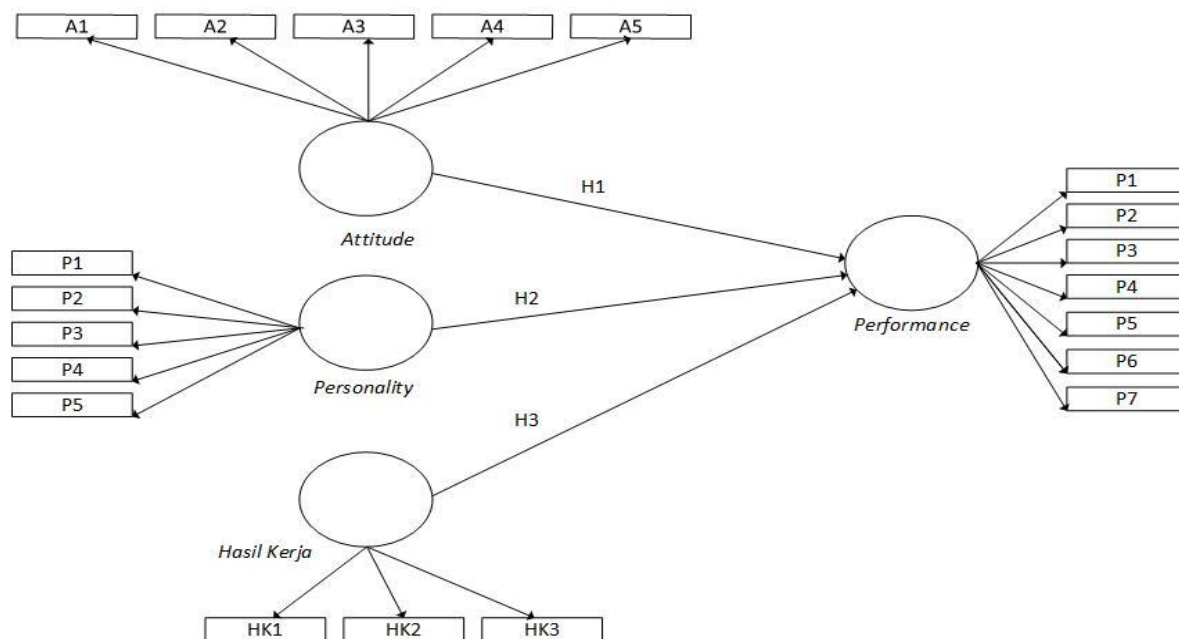 A1
A2
A3
A4
A5
Attitude
H1
P1
P2
P3
P4
P5
Personality
H2
Hasil Kerja
H3
HK1
HK2
HK3
Performance
P1
P2
P3
P4
P5
P6
P7